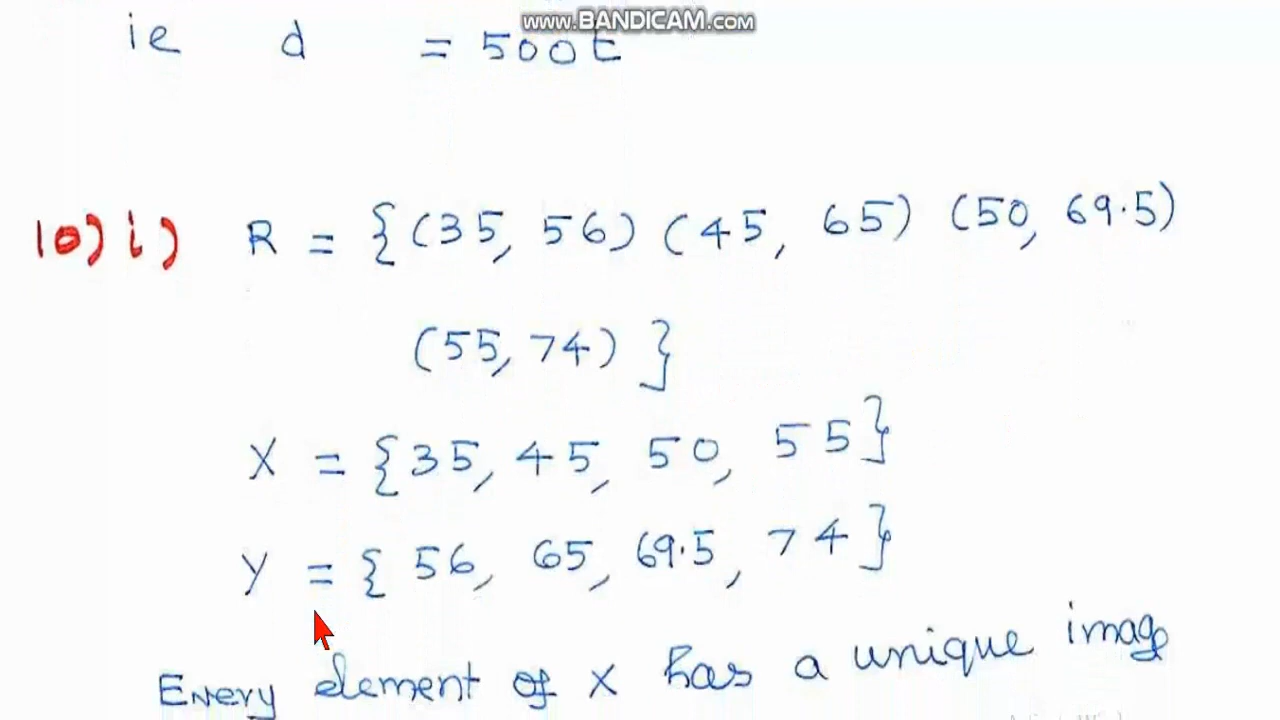 www.BANDICAM.com
ie d = 500t
10) i) R = {(35, 56) (45, 65) (50, 69.5)
(55, 74) }
X = {35, 45, 50, 55}
Y = { 56, 65, 69.5, 74 }
Every element of X has a unique image